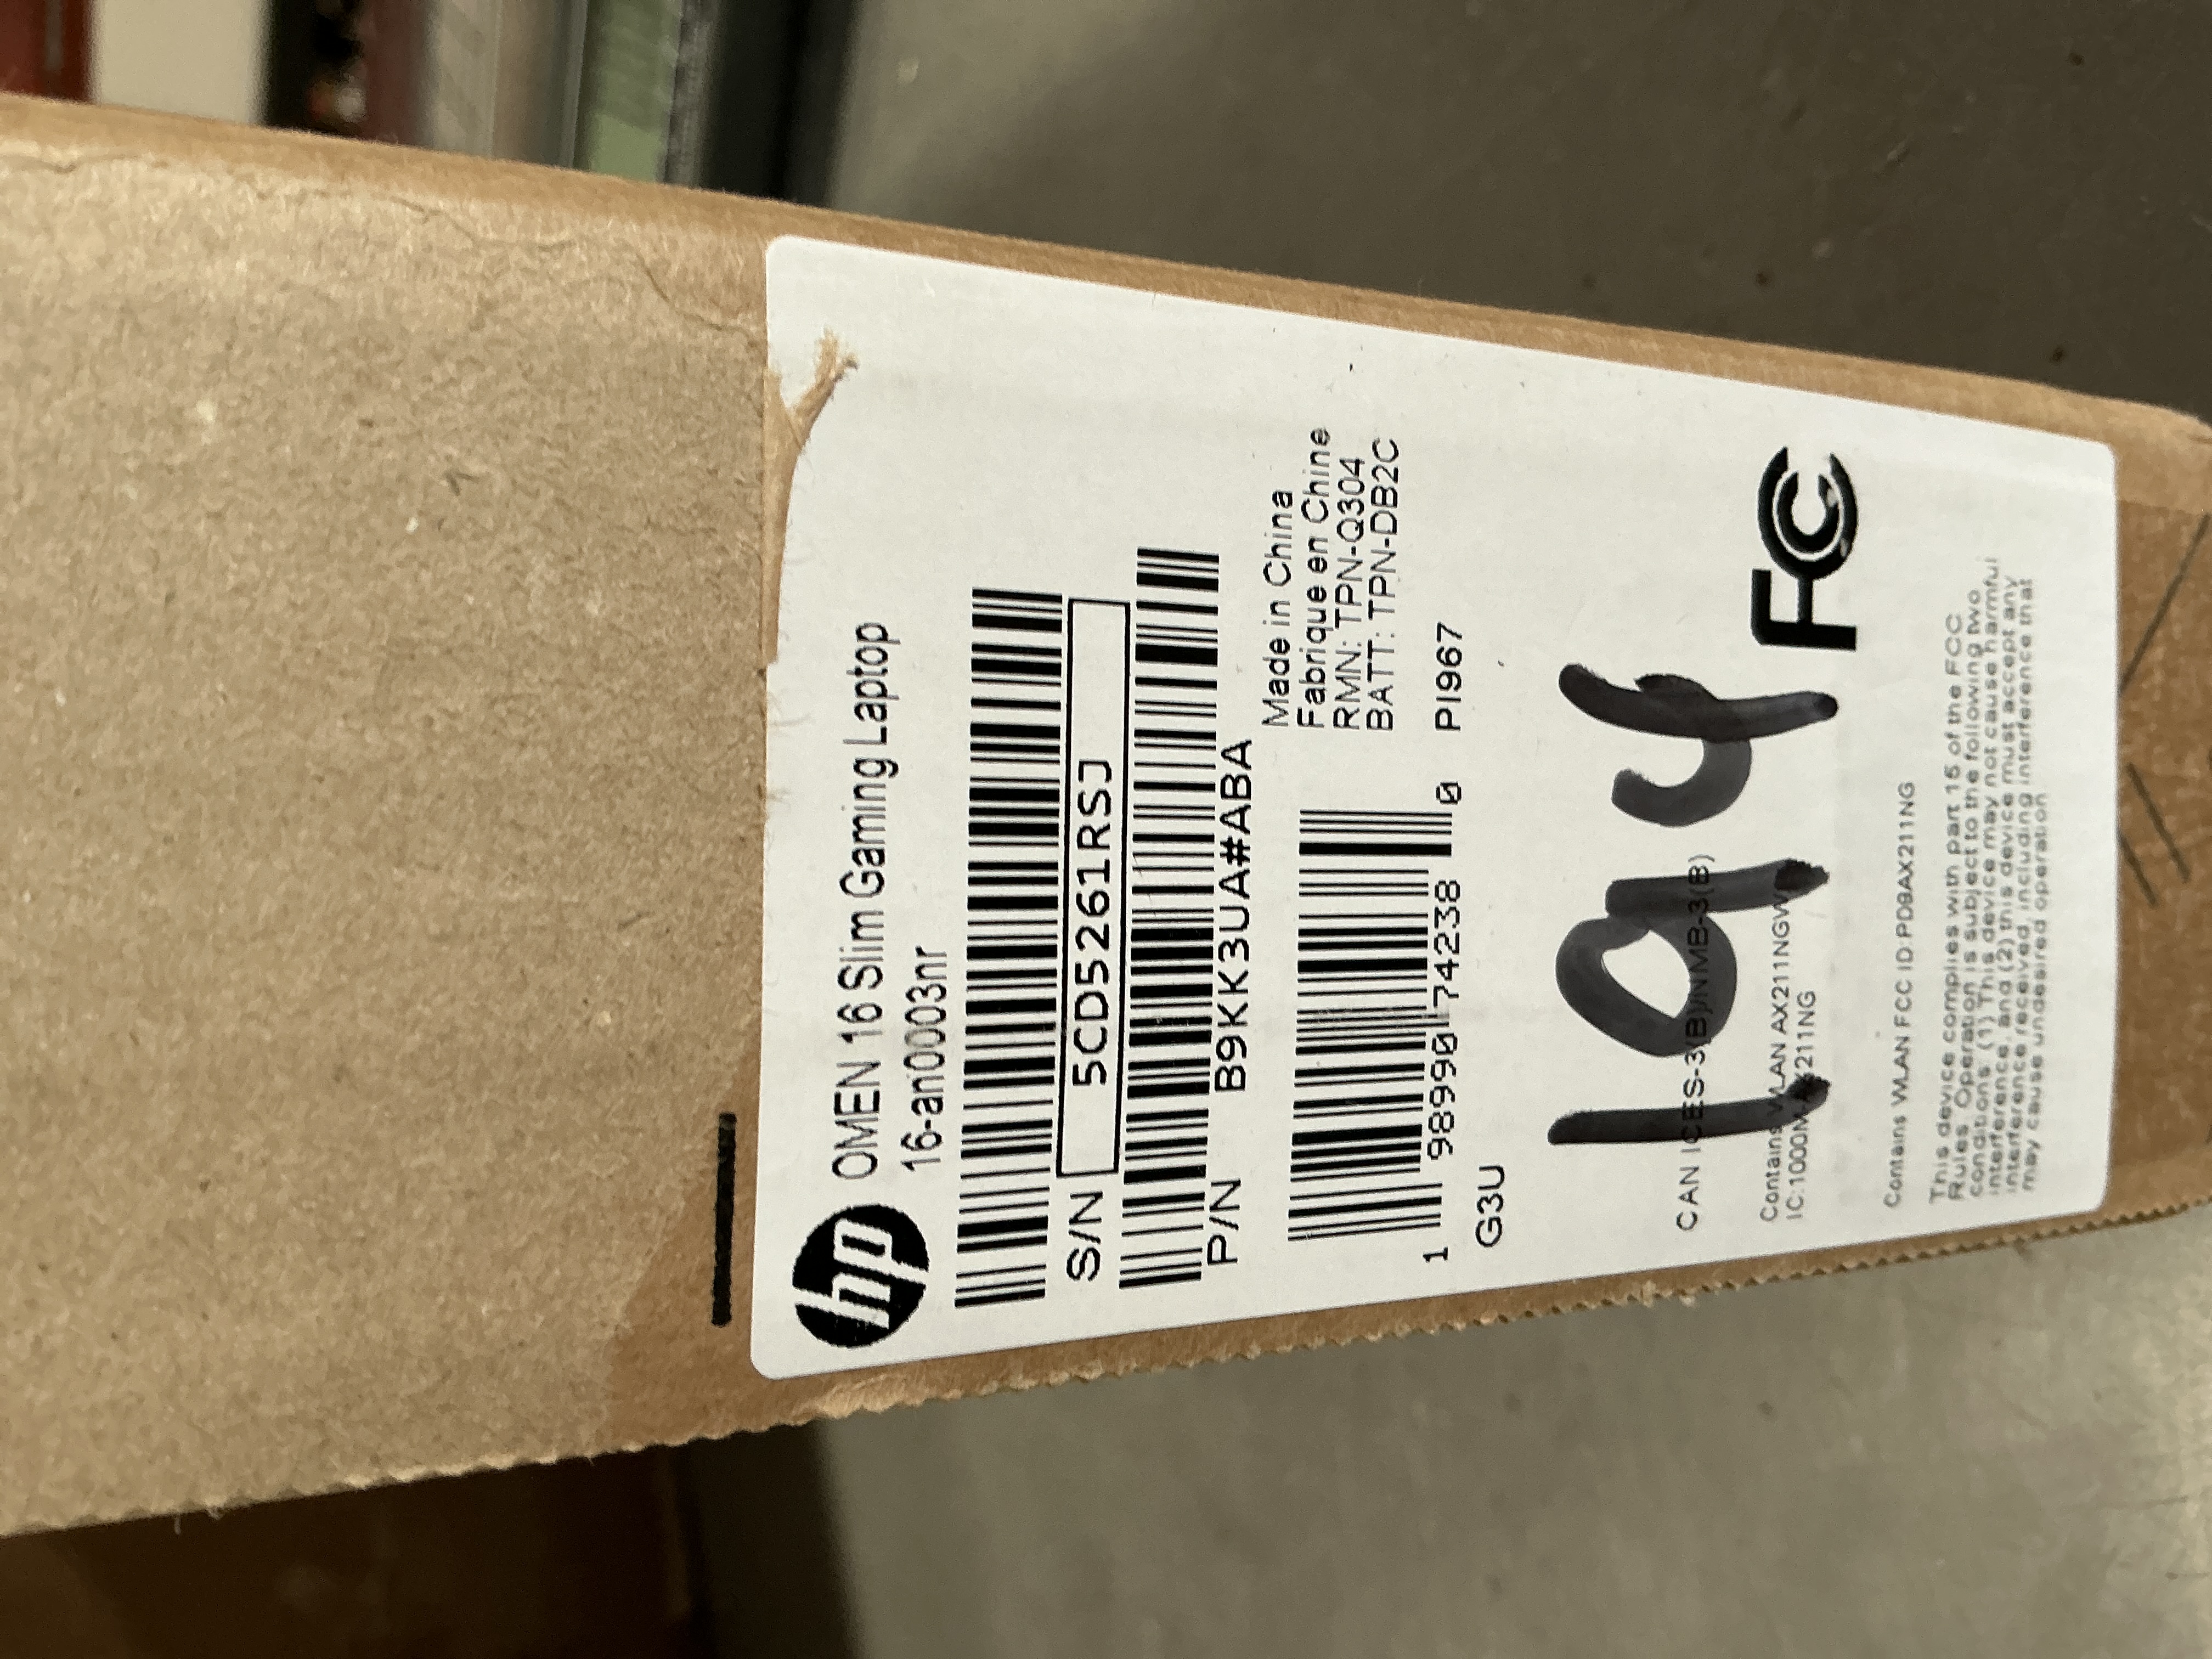 hp
OMEN 16 Slim Gaming Laptop
16-an0003nr
S/N 5CD5261RSJ
P/N B9KK3UA#ABA
1 98990 74238 0
Made in China
Fabrique en Chine
RMN: TPN-Q304
BATT: TPN-DB2C
G3U
PI967
194
CAN ICES-3(B)/NMB-3(B)
Contains WLAN AX211NGW
IC:1000M-AX211NG
FC
Contains WLAN FCC ID:PD9AX211NG
This device complies with part 15 of the FCC
Rules. Operation is subject to the following two
conditions: (1) This device may not cause harmful
interference, and (2) this device must accept any
interference received, including interference that
may cause undesired operation